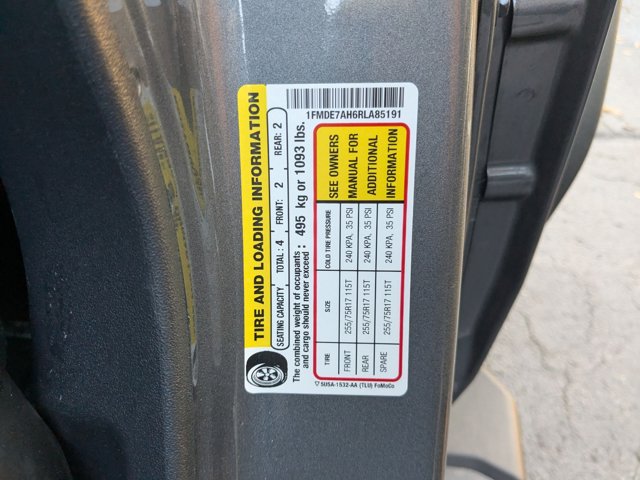 1FMDE7AH6RLA85191
TIRE AND LOADING INFORMATION
SEATING CAPACITY TOTAL: 4 FRONT: 2 REAR: 2
The combined weight of occupants
and cargo should never exceed : 495 kg or 1093 lbs.
TIRE SIZE COLD TIRE PRESSURE SEE OWNERS
FRONT 255/75R17 115T 240 KPA, 35 PSI MANUAL FOR
REAR 255/75R17 115T 240 KPA, 35 PSI ADDITIONAL
SPARE 255/75R17 115T 240 KPA, 35 PSI INFORMATION
5U5A-1532-AA (TLU) FoMoCo